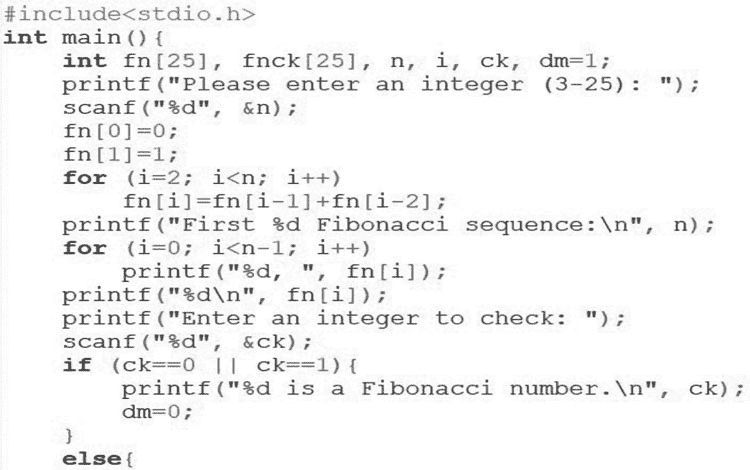 #include<stdio.h>
int main(){
    int fn[25], fnck[25], n, i, ck, dm=1;
    printf("Please enter an integer (3-25): ");
    scanf("%d", &n);
    fn[0]=0;
    fn[1]=1;
    for (i=2; i<n; i++)
        fn[i]=fn[i-1]+fn[i-2];
    printf("First %d Fibonacci sequence:\n", n);
    for (i=0; i<n-1; i++)
        printf("%d, ", fn[i]);
    printf("%d\n", fn[i]);
    printf("Enter an integer to check: ");
    scanf("%d", &ck);
    if (ck==0 || ck==1){
        printf("%d is a Fibonacci number.\n", ck);
        dm=0;
    }
    else{